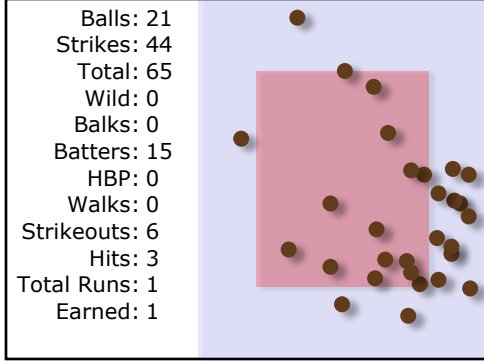 Balls: 21
Strikes: 44
Total: 65
Wild: 0
Balks: 0
Batters: 15
HBP: 0
Walks: 0
Strikeouts: 6
Hits: 3
Total Runs: 1
Earned: 1